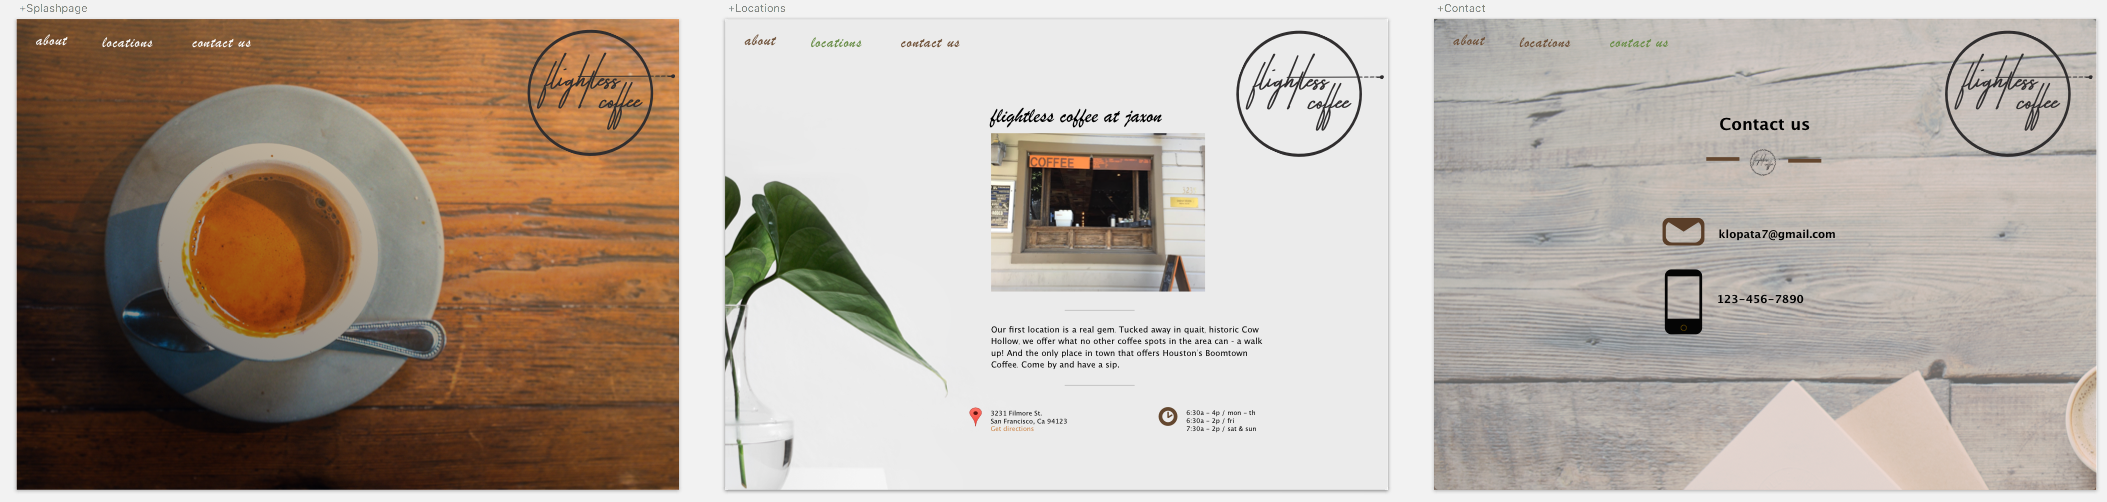 +Splashpage
about locations contact us
flightless
coffee
+Locations
about locations contact us
flightless
coffee
flightless coffee at jaxon
COFFEE
Our first location is a real gem. Tucked away in quait, historic Cow
Hollow, we offer what no other coffee spots in the area can - a walk
up! And the only place in town that offers Houston's Boomtown
Coffee. Come by and have a sip.
3231 Filmore St.
San Francisco, Ca 94123
Get directions
6:30a - 4p / mon - th
6:30a - 2p / fri
7:30a - 2p / sat & sun
+Contact
about locations contact us
flightless
coffee
Contact us
klopata7@gmail.com
123-456-7890